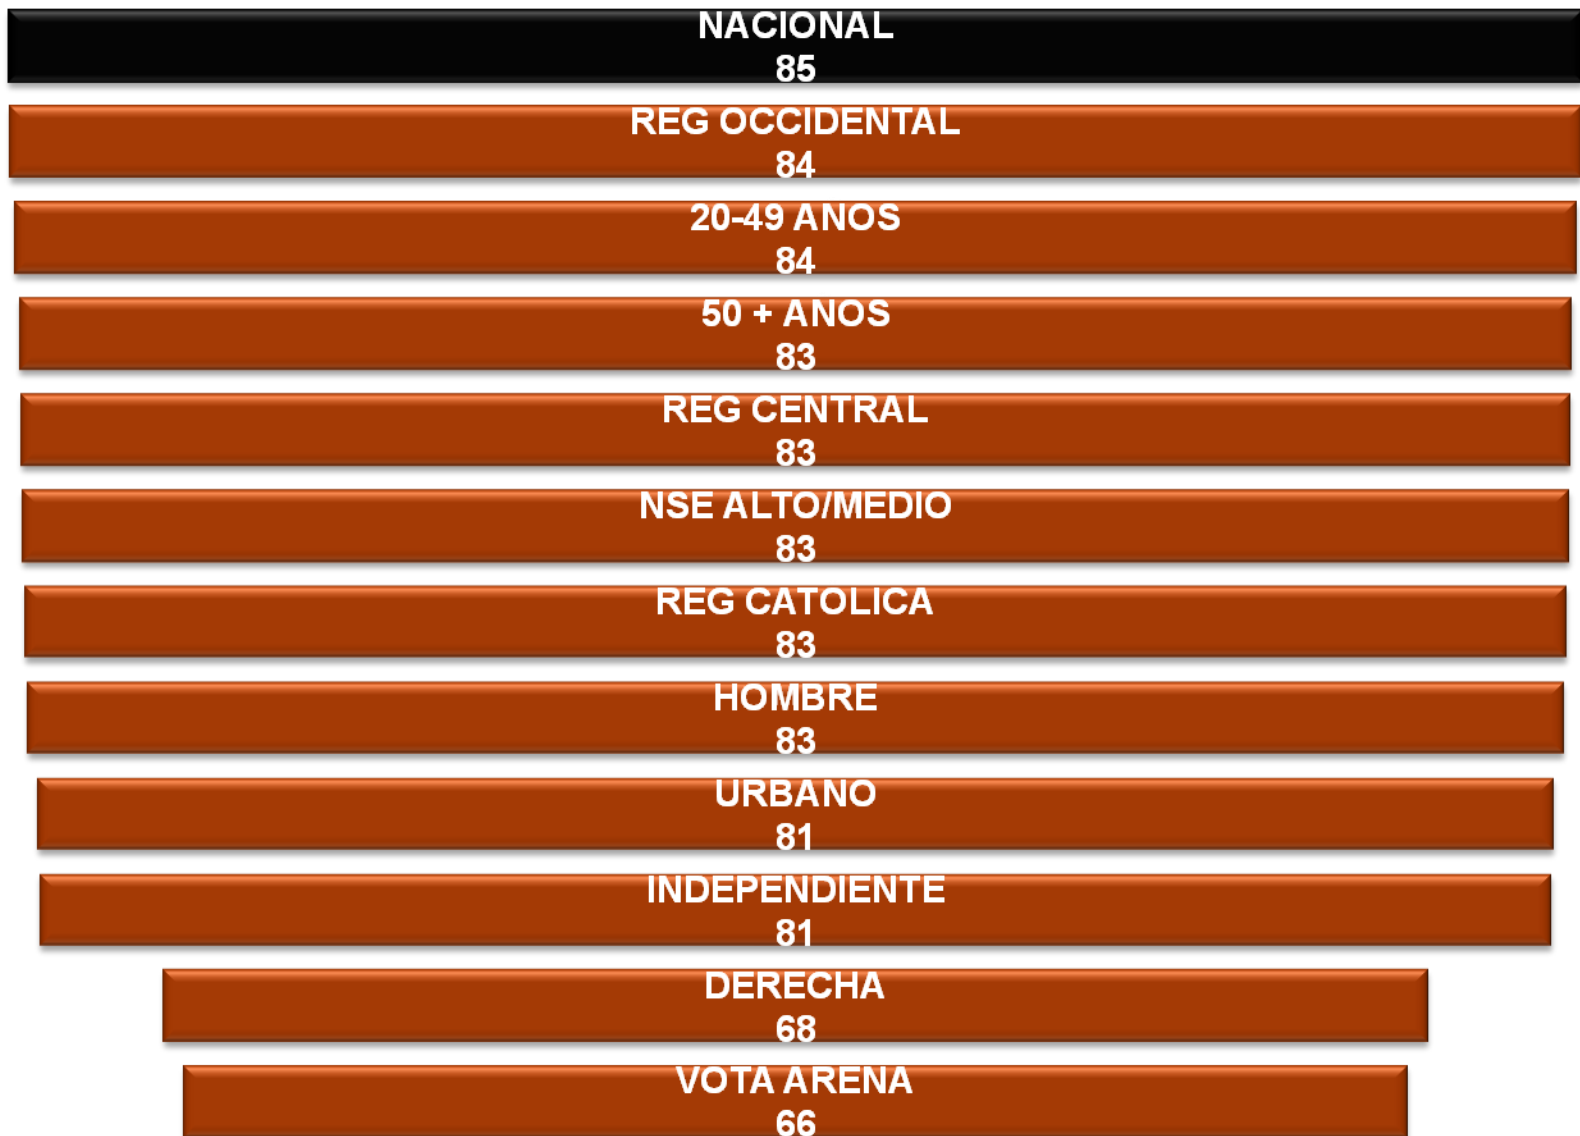 NACIONAL
85
REG OCCIDENTAL
84
20-49 ANOS
84
50 + ANOS
83
REG CENTRAL
83
NSE ALTO/MEDIO
83
REG CATOLICA
83
HOMBRE
83
URBANO
81
INDEPENDIENTE
81
DERECHA
68
VOTA ARENA
66